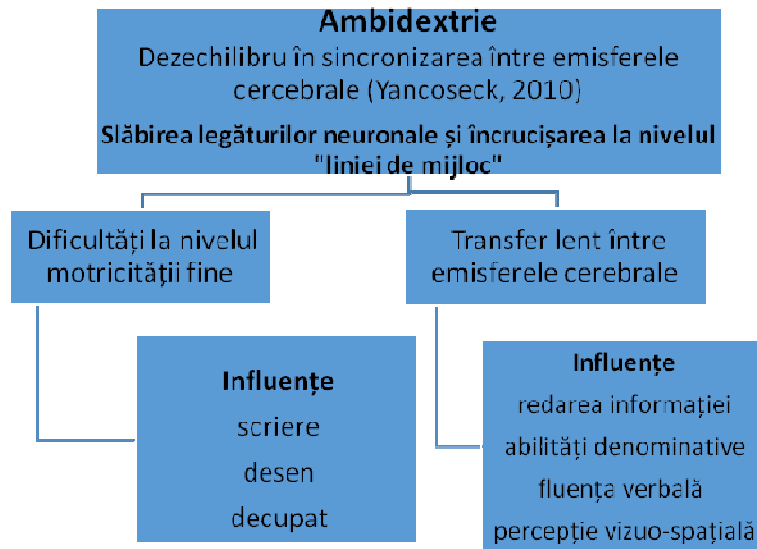 Ambidextrie
Dezechilibru în sincronizarea între emisferele
cercebrale (Yancoseck, 2010)
Slăbirea legăturilor neuronale și încrucișarea la nivelul
"liniei de mijloc"
Dificultăți la nivelul
motricității fine
Transfer lent între
emisferele cerebrale
Influențe
scriere
desen
decupat
Influențe
redarea informației
abilități denominative
fluența verbală
percepție vizuo-spațială